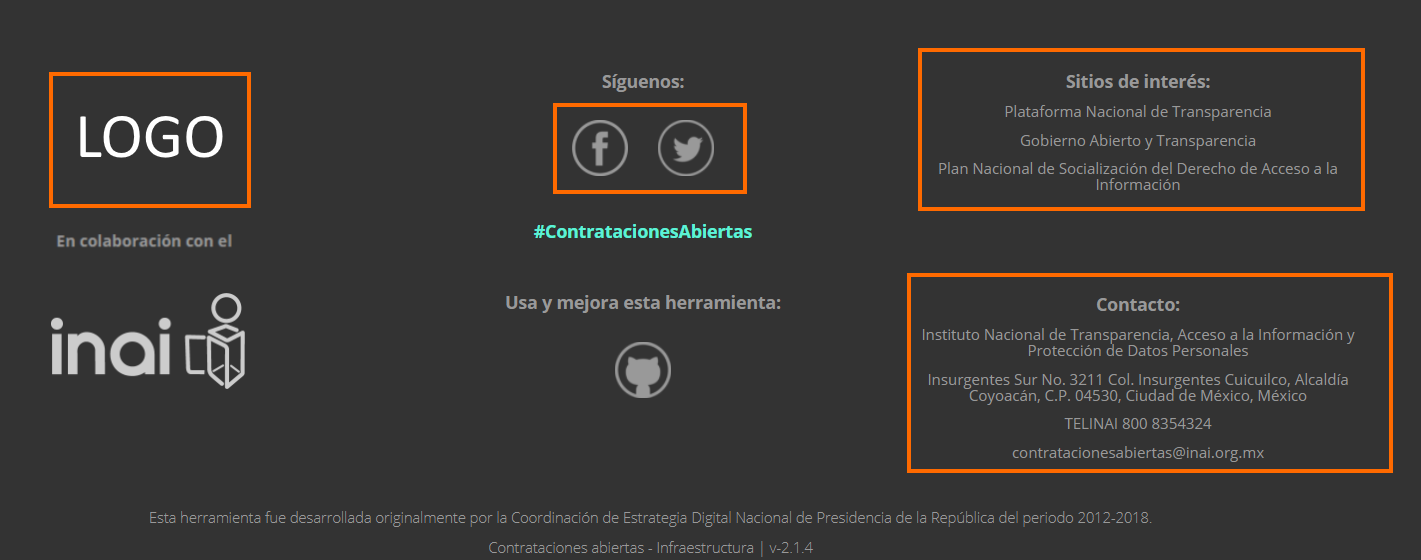 LOGO
En colaboración con el
inai
Síguenos:
#ContratacionesAbiertas
Usa y mejora esta herramienta:
Sitios de interés:
Plataforma Nacional de Transparencia
Gobierno Abierto y Transparencia
Plan Nacional de Socialización del Derecho de Acceso a la
Información
Contacto:
Instituto Nacional de Transparencia, Acceso a la Información y
Protección de Datos Personales
Insurgentes Sur No. 3211 Col. Insurgentes Cuicuilco, Alcaldía
Coyoacán, C.P. 04530, Ciudad de México, México
TELINAI 800 8354324
contratacionesabiertas@inai.org.mx
Esta herramienta fue desarrollada originalmente por la Coordinación de Estrategia Digital Nacional de Presidencia de la República del periodo 2012-2018.
Contrataciones abiertas - Infraestructura | v-2.1.4